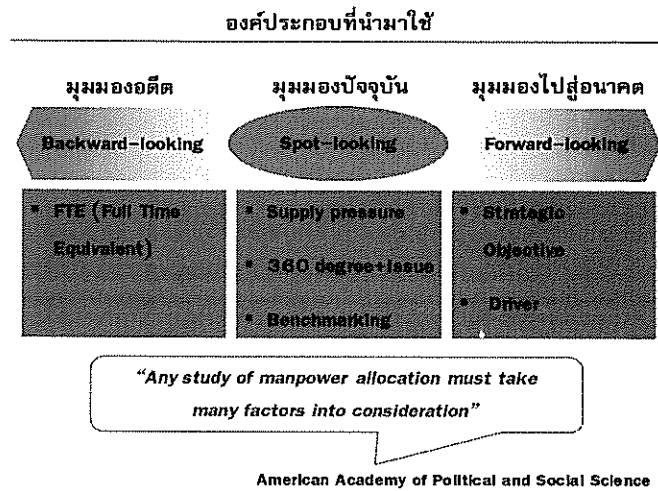 องค์ประกอบที่นำมาใช้
มุมมองอดีต
มุมมองปัจจุบัน
มุมมองไปสู่อนาคต
Backward-looking
Spot-looking
Forward-looking
▪ FTE (Full Time
Equivalent)
▪ Supply pressure
▪ 360 degree+Issue
▪ Benchmarking
▪ Strategic
Objective
▪ Driver
“Any study of manpower allocation must take
many factors into consideration”
American Academy of Political and Social Science